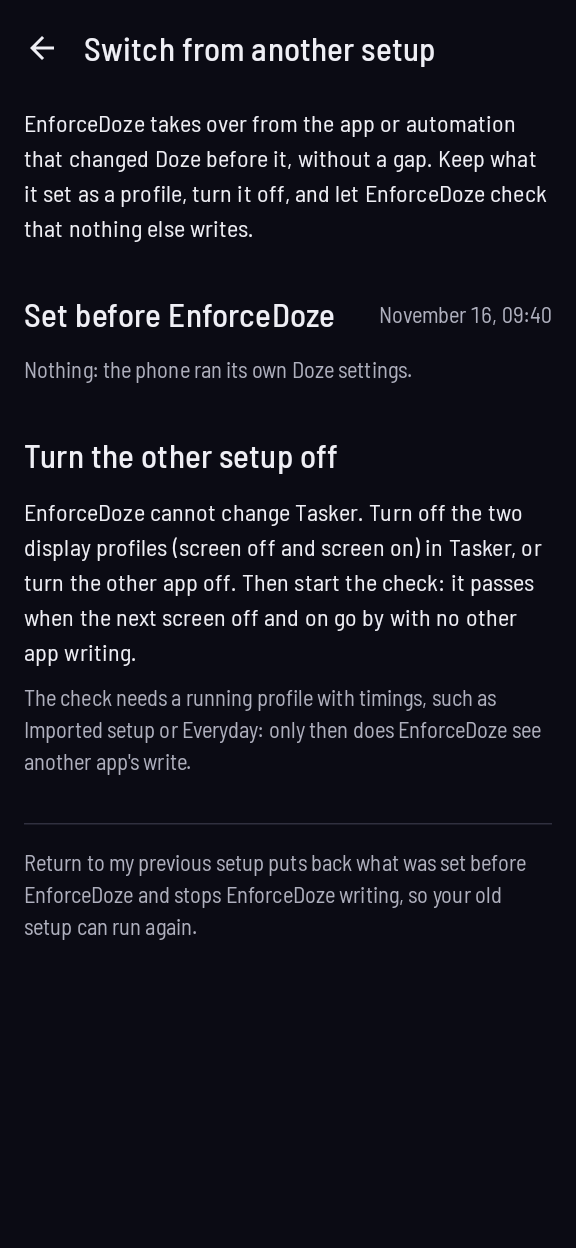 Switch from another setup
EnforceDoze takes over from the app or automation
that changed Doze before it, without a gap. Keep what
it set as a profile, turn it off, and let EnforceDoze check
that nothing else writes.
Set before EnforceDoze November 16, 09:40
Nothing: the phone ran its own Doze settings.
Turn the other setup off
EnforceDoze cannot change Tasker. Turn off the two
display profiles (screen off and screen on) in Tasker, or
turn the other app off. Then start the check: it passes
when the next screen off and on go by with no other
app writing.
The check needs a running profile with timings, such as
Imported setup or Everyday: only then does EnforceDoze see
another app's write.
Return to my previous setup puts back what was set before
EnforceDoze and stops EnforceDoze writing, so your old
setup can run again.